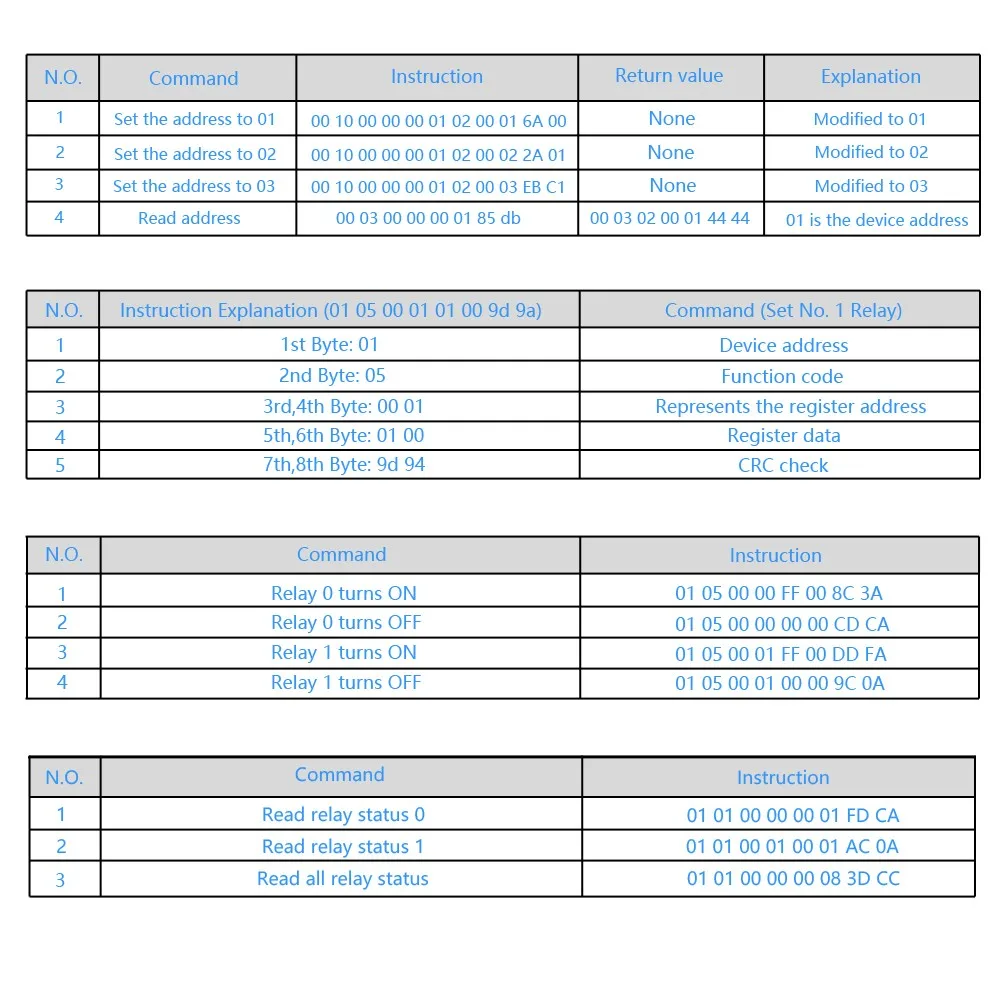 N.O. Command Instruction Return value Explanation
1 Set the address to 01 00 10 00 00 00 01 02 00 01 6A 00 None Modified to 01
2 Set the address to 02 00 10 00 00 00 01 02 00 02 2A 01 None Modified to 02
3 Set the address to 03 00 10 00 00 00 01 02 00 03 EB C1 None Modified to 03
4 Read address 00 03 00 00 00 01 85 db 00 03 02 00 01 44 44 01 is the device address
N.O. Instruction Explanation (01 05 00 01 01 00 9d 9a) Command (Set No. 1 Relay)
1 1st Byte: 01 Device address
2 2nd Byte: 05 Function code
3 3rd,4th Byte: 00 01 Represents the register address
4 5th,6th Byte: 01 00 Register data
5 7th,8th Byte: 9d 94 CRC check
N.O. Command Instruction
1 Relay 0 turns ON 01 05 00 00 FF 00 8C 3A
2 Relay 0 turns OFF 01 05 00 00 00 00 CD CA
3 Relay 1 turns ON 01 05 00 01 FF 00 DD FA
4 Relay 1 turns OFF 01 05 00 01 00 00 9C 0A
N.O. Command Instruction
1 Read relay status 0 01 01 00 00 00 01 FD CA
2 Read relay status 1 01 01 00 01 00 01 AC 0A
3 Read all relay status 01 01 00 00 00 08 3D CC